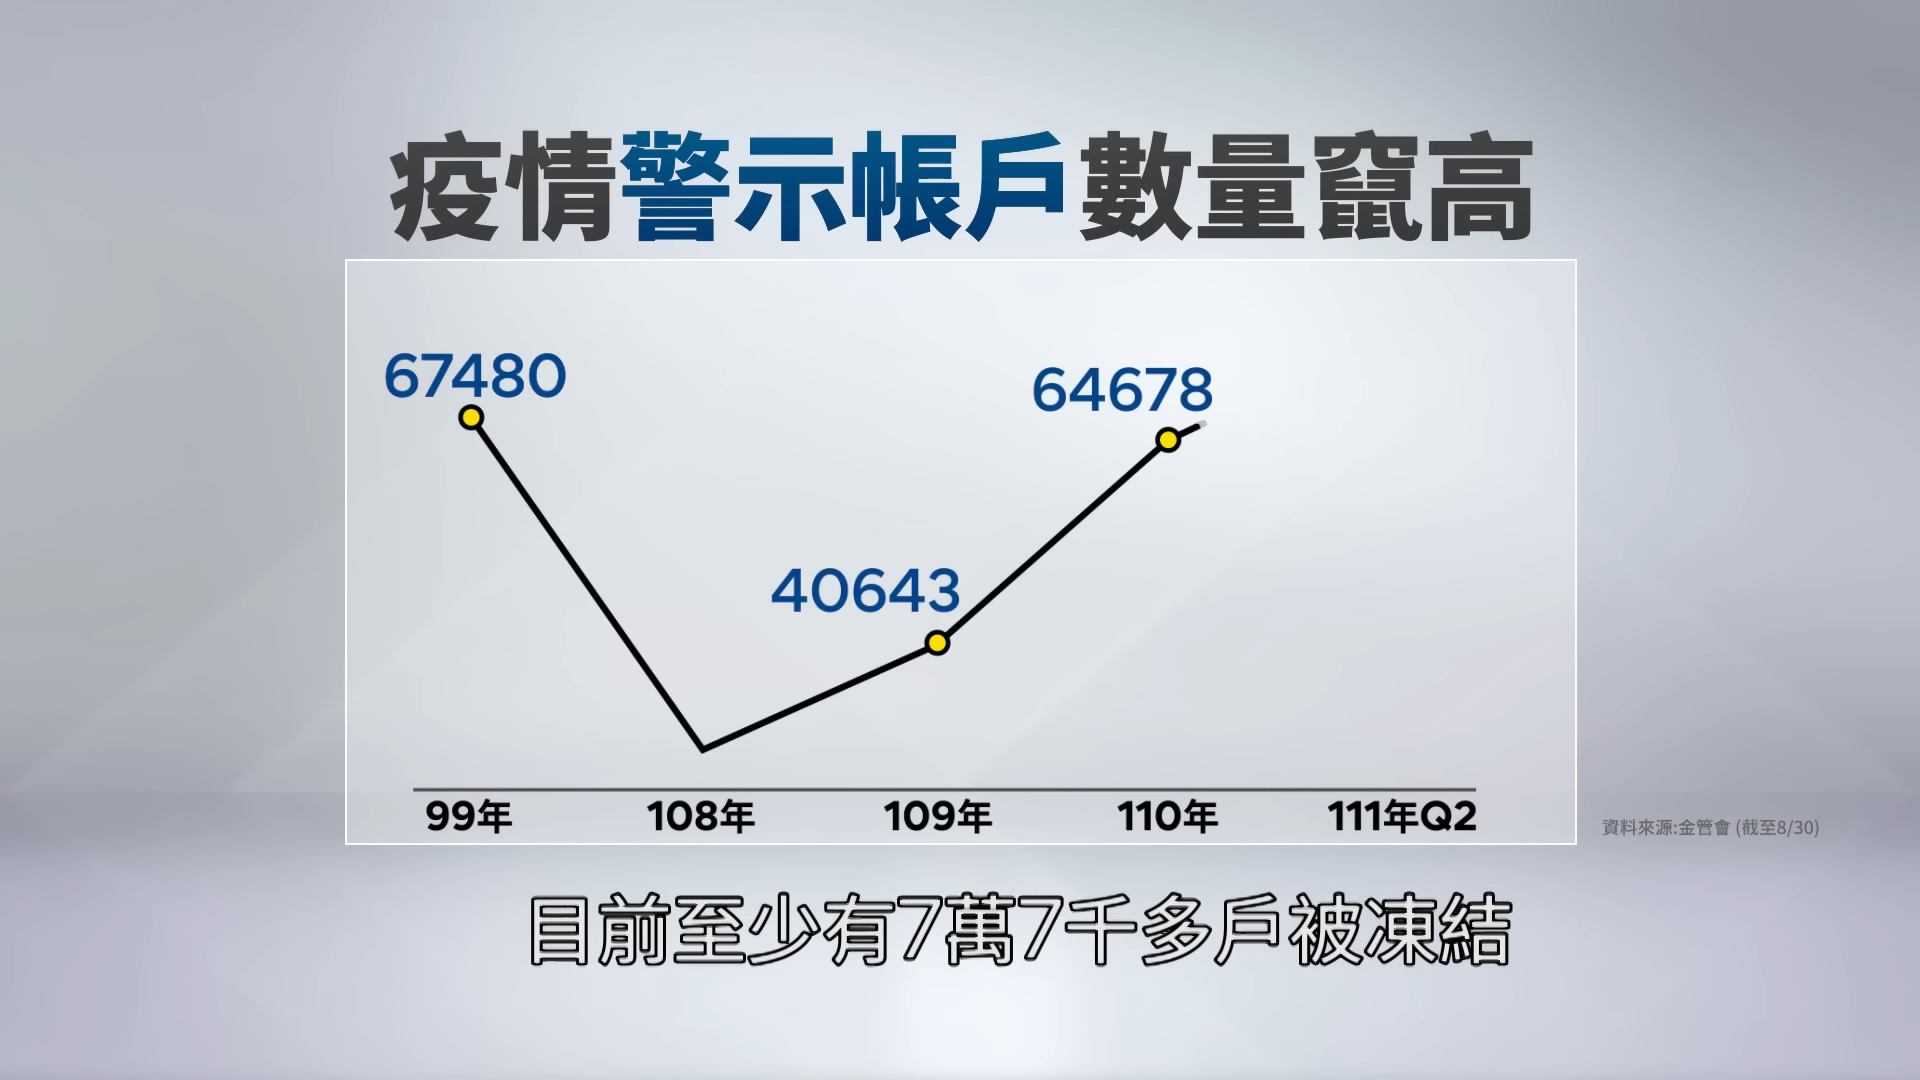 疫情警示帳戶數量竄高
67480
64678
40643
99年 108年 109年 110年 111年Q2
資料來源:金管會 (截至8/30)
目前至少有7萬7千多戶被凍結